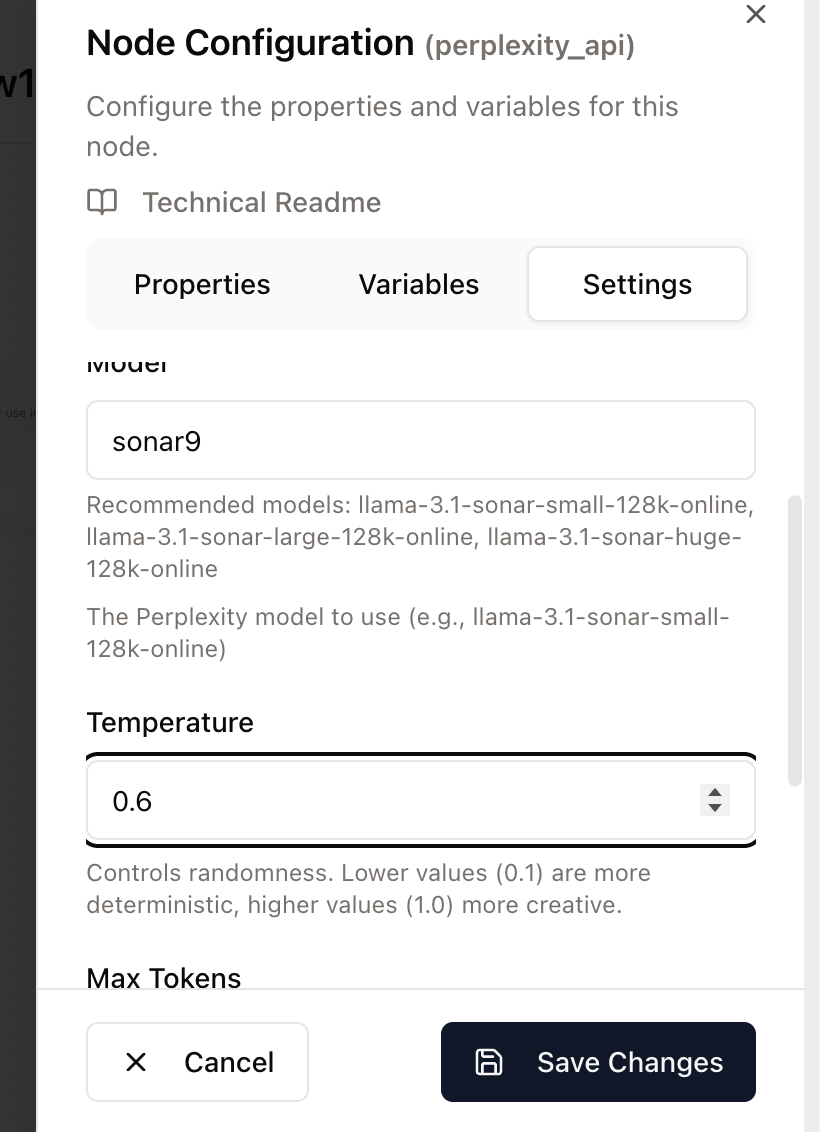 Node Configuration (perplexity_api)
Configure the properties and variables for this
node.
Technical Readme
Properties Variables Settings
Model
sonar9
Recommended models: llama-3.1-sonar-small-128k-online,
llama-3.1-sonar-large-128k-online, llama-3.1-sonar-huge-
128k-online
The Perplexity model to use (e.g., llama-3.1-sonar-small-
128k-online)
Temperature
0.6
Controls randomness. Lower values (0.1) are more
deterministic, higher values (1.0) more creative.
Max Tokens
Cancel Save Changes
w1
r use i